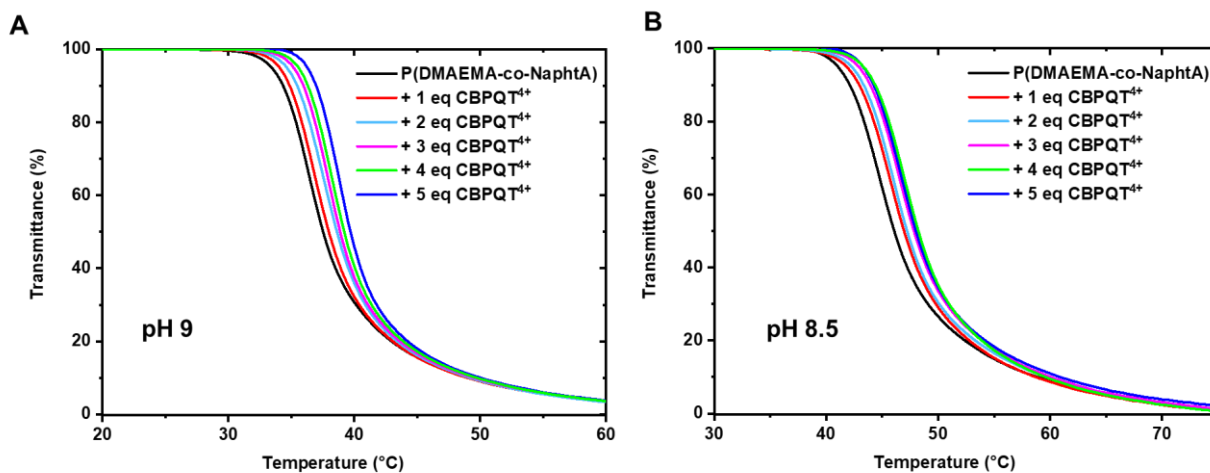 A
100
80
60
40
20
0
Transmittance (%)
P(DMAEMA-co-NaphtA)
+ 1 eq CBPQT⁴⁺
+ 2 eq CBPQT⁴⁺
+ 3 eq CBPQT⁴⁺
+ 4 eq CBPQT⁴⁺
+ 5 eq CBPQT⁴⁺
pH 9
20 30 40 50 60
Temperature (°C)
B
100
80
60
40
20
0
Transmittance (%)
P(DMAEMA-co-NaphtA)
+ 1 eq CBPQT⁴⁺
+ 2 eq CBPQT⁴⁺
+ 3 eq CBPQT⁴⁺
+ 4 eq CBPQT⁴⁺
+ 5 eq CBPQT⁴⁺
pH 8.5
30 40 50 60 70
Temperature (°C)